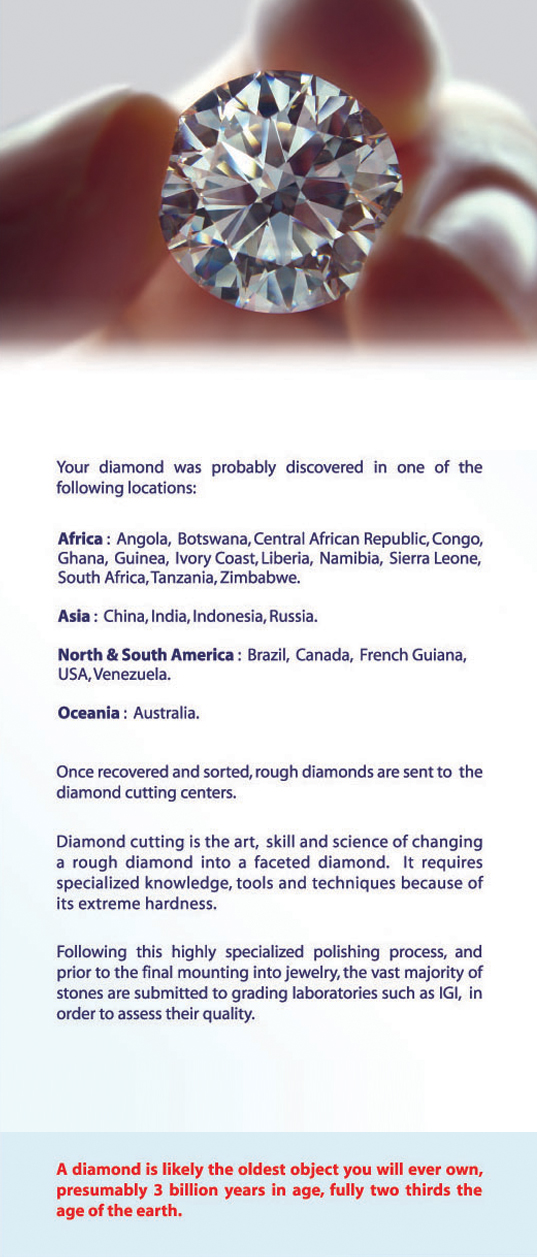 Your diamond was probably discovered in one of the
following locations:
Africa : Angola, Botswana, Central African Republic, Congo,
Ghana, Guinea, Ivory Coast, Liberia, Namibia, Sierra Leone,
South Africa, Tanzania, Zimbabwe.
Asia : China, India, Indonesia, Russia.
North & South America : Brazil, Canada, French Guiana,
USA, Venezuela.
Oceania : Australia.
Once recovered and sorted, rough diamonds are sent to the
diamond cutting centers.
Diamond cutting is the art, skill and science of changing
a rough diamond into a faceted diamond. It requires
specialized knowledge, tools and techniques because of
its extreme hardness.
Following this highly specialized polishing process, and
prior to the final mounting into jewelry, the vast majority of
stones are submitted to grading laboratories such as IGI, in
order to assess their quality.
A diamond is likely the oldest object you will ever own,
presumably 3 billion years in age, fully two thirds the
age of the earth.